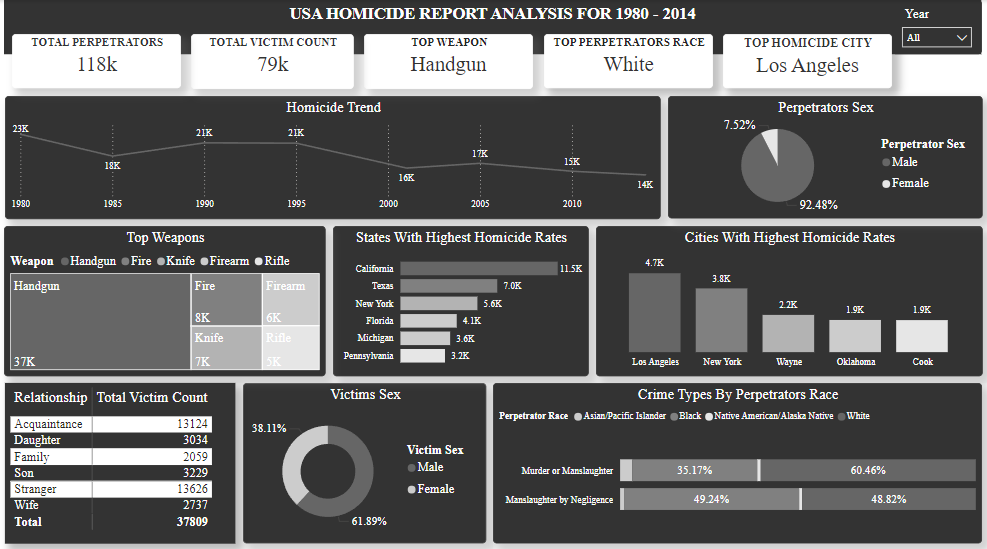 USA HOMICIDE REPORT ANALYSIS FOR 1980 - 2014
Year
All
TOTAL PERPETRATORS
118k
TOTAL VICTIM COUNT
79k
TOP WEAPON
Handgun
TOP PERPETRATORS RACE
White
TOP HOMICIDE CITY
Los Angeles
Homicide Trend
23K
18K
21K
21K
16K
17K
15K
14K
1980
1985
1990
1995
2000
2005
2010
Perpetrators Sex
7.52%
92.48%
Perpetrator Sex
Male
Female
Top Weapons
Weapon Handgun Fire Knife Firearm Rifle
Handgun
37K
Fire
8K
Firearm
6K
Knife
7K
Rifle
5K
States With Highest Homicide Rates
California 11.5K
Texas 7.0K
New York 5.6K
Florida 4.1K
Michigan 3.6K
Pennsylvania 3.2K
Cities With Highest Homicide Rates
4.7K
3.8K
2.2K
1.9K
1.9K
Los Angeles
New York
Wayne
Oklahoma
Cook
Relationship Total Victim Count
Acquaintance 13124
Daughter 3034
Family 2059
Son 3229
Stranger 13626
Wife 2737
Total 37809
Victims Sex
38.11%
61.89%
Victim Sex
Male
Female
Crime Types By Perpetrators Race
Perpetrator Race Asian/Pacific Islander Black Native American/Alaska Native White
Murder or Manslaughter 35.17% 60.46%
Manslaughter by Negligence 49.24% 48.82%